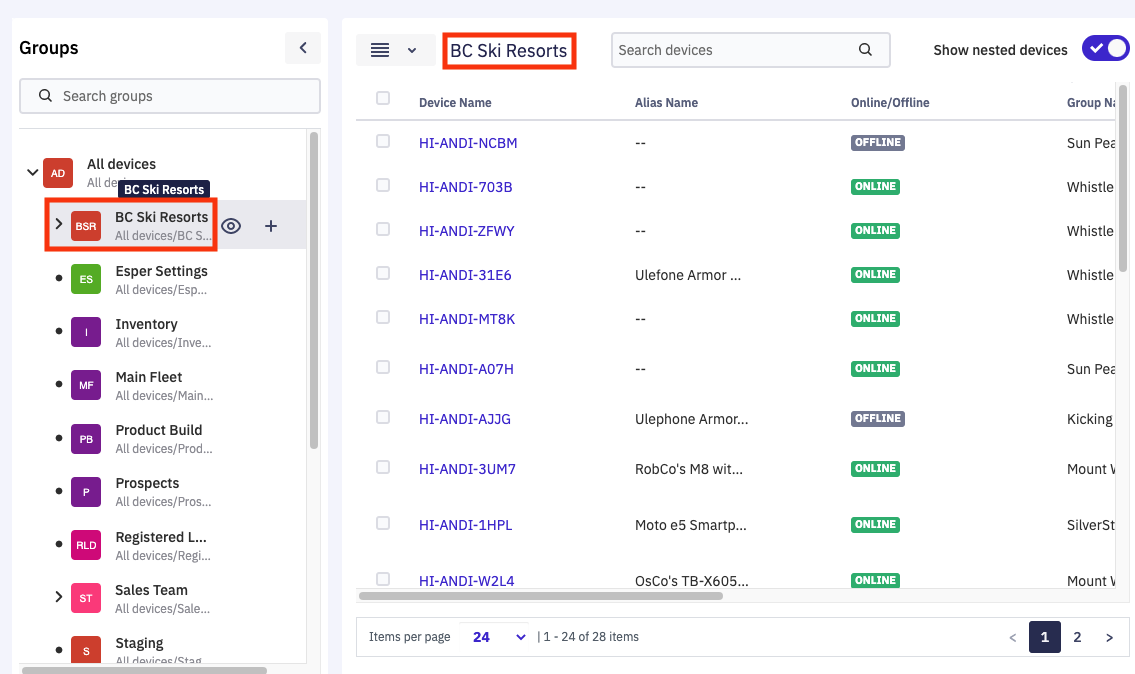 Groups
Search groups
AD
All devices
All de
BC Ski Resorts
BSR
BC Ski Resorts
All devices/BC S...
ES
Esper Settings
All devices/Esp...
I
Inventory
All devices/Inve...
MF
Main Fleet
All devices/Main...
PB
Product Build
All devices/Prod...
P
Prospects
All devices/Pros...
RLD
Registered L...
All devices/Regi...
ST
Sales Team
All devices/Sale...
S
Staging
All devices/Stag
BC Ski Resorts
Search devices
Show nested devices
Device Name Alias Name Online/Offline Group Na
HI-ANDI-NCBM -- OFFLINE Sun Pea
HI-ANDI-703B -- ONLINE Whistle
HI-ANDI-ZFWY -- ONLINE Whistle
HI-ANDI-31E6 Ulefone Armor ... ONLINE Whistle
HI-ANDI-MT8K -- ONLINE Whistle
HI-ANDI-A07H -- ONLINE Sun Pea
HI-ANDI-AJJG Ulephone Armor... OFFLINE Kicking
HI-ANDI-3UM7 RobCo's M8 wit... ONLINE Mount W
HI-ANDI-1HPL Moto e5 Smartp... ONLINE SilverSt
HI-ANDI-W2L4 OsCo's TB-X605... ONLINE Mount W
Items per page 24 | 1 - 24 of 28 items < 1 2 >